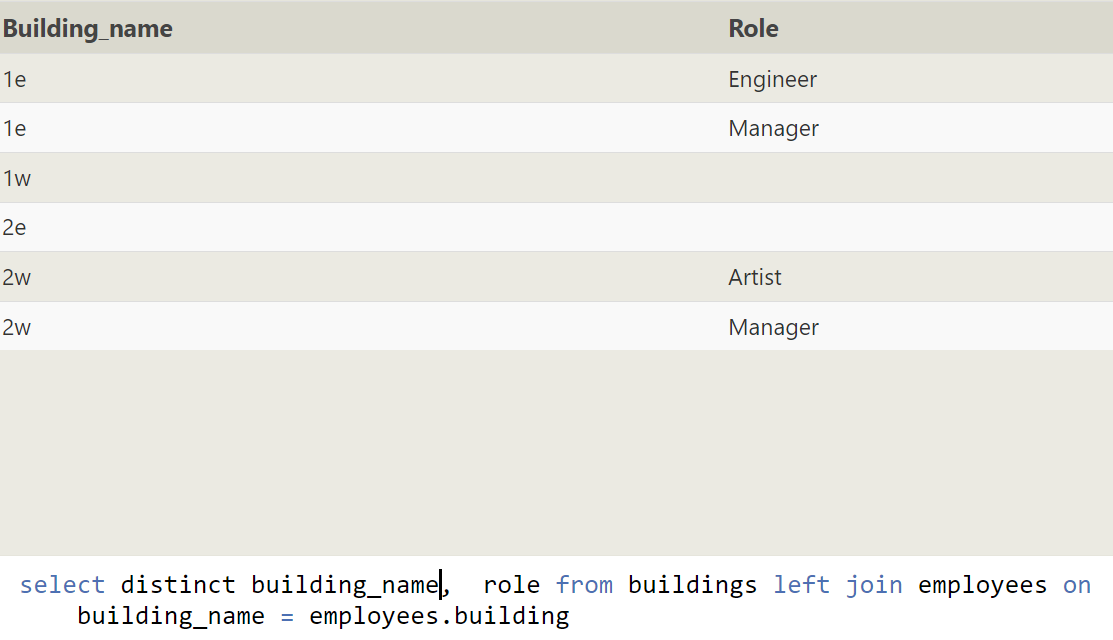 Building_name Role
1e Engineer
1e Manager
1w
2e
2w Artist
2w Manager
select distinct building_name,  role from buildings left join employees on
building_name = employees.building